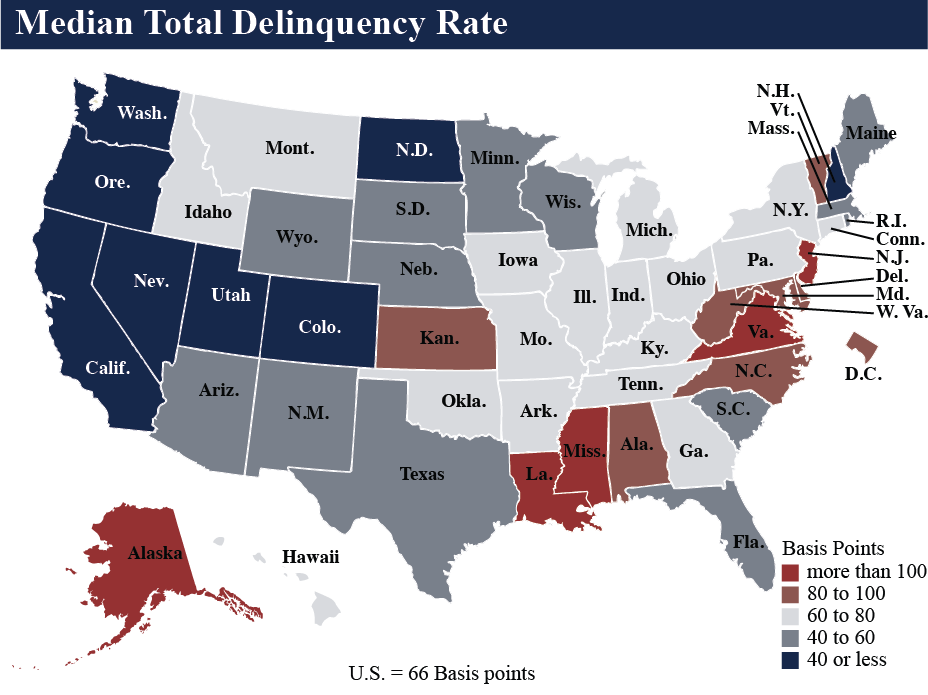 Median Total Delinquency Rate
N.H.
Vt.
Mass.
Wash.
Mont.
N.D.
Minn.
Maine
Ore.
Idaho
S.D.
Wis.
Mich.
N.Y.
R.I.
Wyo.
Conn.
Neb.
Iowa
Pa.
N.J.
Nev.
Utah
Ill.
Ind.
Ohio
Del.
Md.
W. Va.
Colo.
Kan.
Mo.
Ky.
Va.
Calif.
Ariz.
N.M.
Okla.
Ark.
Tenn.
N.C.
D.C.
S.C.
Texas
La.
Miss.
Ala.
Ga.
Fla.
Alaska
Hawaii
Basis Points
more than 100
80 to 100
60 to 80
40 to 60
40 or less
U.S. = 66 Basis points